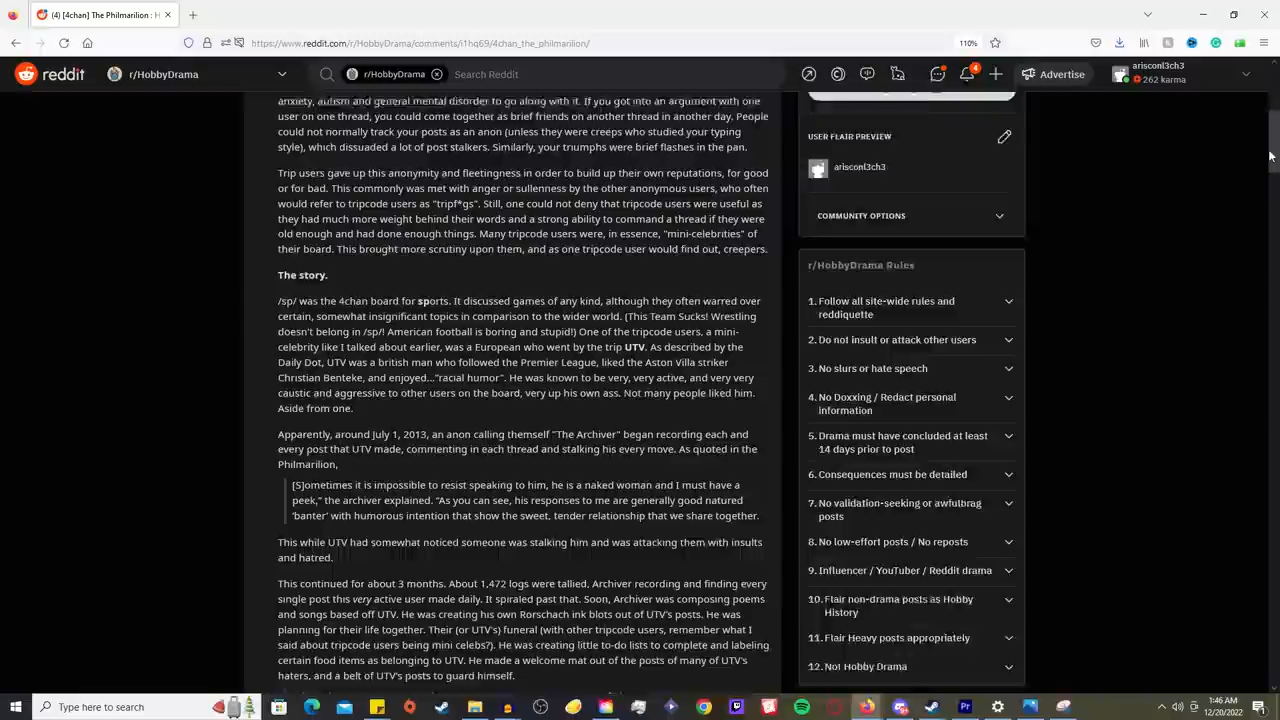 (4) [4chan] The Philmarilion : H
https://www.reddit.com/r/HobbyDrama/comments/i1hq69/4chan_the_philmarilion/
110%
reddit
r/HobbyDrama
r/HobbyDrama
Search Reddit
4
Advertise
arisconl3ch3
262 karma
anxiety, autism and general mental disorder to go along with it. If you got into an argument with one
user on one thread, you could come together as brief friends on another thread in another day. People
could not normally track your posts as an anon (unless they were creeps who studied your typing
style), which dissuaded a lot of post stalkers. Similarly, your triumphs were brief flashes in the pan.
Trip users gave up this anonymity and fleetingness in order to build up their own reputations, for good
or for bad. This commonly was met with anger or sullenness by the other anonymous users, who often
would refer to tripcode users as "tripf*gs". Still, one could not deny that tripcode users were useful as
they had much more weight behind their words and a strong ability to command a thread if they were
old enough and had done enough things. Many tripcode users were, in essence, "mini-celebrities" of
their board. This brought more scrutiny upon them, and as one tripcode user would find out, creepers.
The story.
/sp/ was the 4chan board for sports. It discussed games of any kind, although they often warred over
certain, somewhat insignificant topics in comparison to the wider world. (This Team Sucks! Wrestling
doesn't belong in /sp/! American football is boring and stupid!) One of the tripcode users, a mini-
celebrity like I talked about earlier, was a European who went by the trip UTV. As described by the
Daily Dot, UTV was a british man who followed the Premier League, liked the Aston Villa striker
Christian Benteke, and enjoyed..."racial humor". He was known to be very, very active, and very very
caustic and aggressive to other users on the board, very up his own ass. Not many people liked him.
Aside from one.
Apparently, around July 1, 2013, an anon calling themself "The Archiver" began recording each and
every post that UTV made, commenting in each thread and stalking his every move. As quoted in the
Philmarilion,
[S]ometimes it is impossible to resist speaking to him, he is a naked woman and I must have a
peek,” the archiver explained. “As you can see, his responses to me are generally good natured
‘banter’ with humorous intention that show the sweet, tender relationship that we share together.
This while UTV had somewhat noticed someone was stalking him and was attacking them with insults
and hatred.
This continued for about 3 months. About 1,472 logs were tallied, Archiver recording and finding every
single post this very active user made daily. It spiraled past that. Soon, Archiver was composing poems
and songs based off UTV. He was creating his own Rorschach ink blots out of UTV's posts. He was
planning for their life together. Their (or UTV's) funeral (with other tripcode users, remember what I
said about tripcode users being mini celebs?). He was creating little to-do lists to complete and labeling
certain food items as belonging to UTV. He made a welcome mat out of the posts of many of UTV's
haters, and a belt of UTV's posts to guard himself.
USER FLAIR PREVIEW
arisconl3ch3
COMMUNITY OPTIONS
r/HobbyDrama Rules
1. Follow all site-wide rules and
reddiquette
2. Do not insult or attack other users
3. No slurs or hate speech
4. No Doxxing / Redact personal
information
5. Drama must have concluded at least
14 days prior to post
6. Consequences must be detailed
7. No validation-seeking or awfulbrag
posts
8. No low-effort posts / No reposts
9. Influencer / YouTube / Reddit drama
10. Flair non-drama posts as Hobby
History
11. Flair Heavy posts appropriately
12. Not Hobby Drama
Type here to search
Pr
1:46 AM
12/20/2022